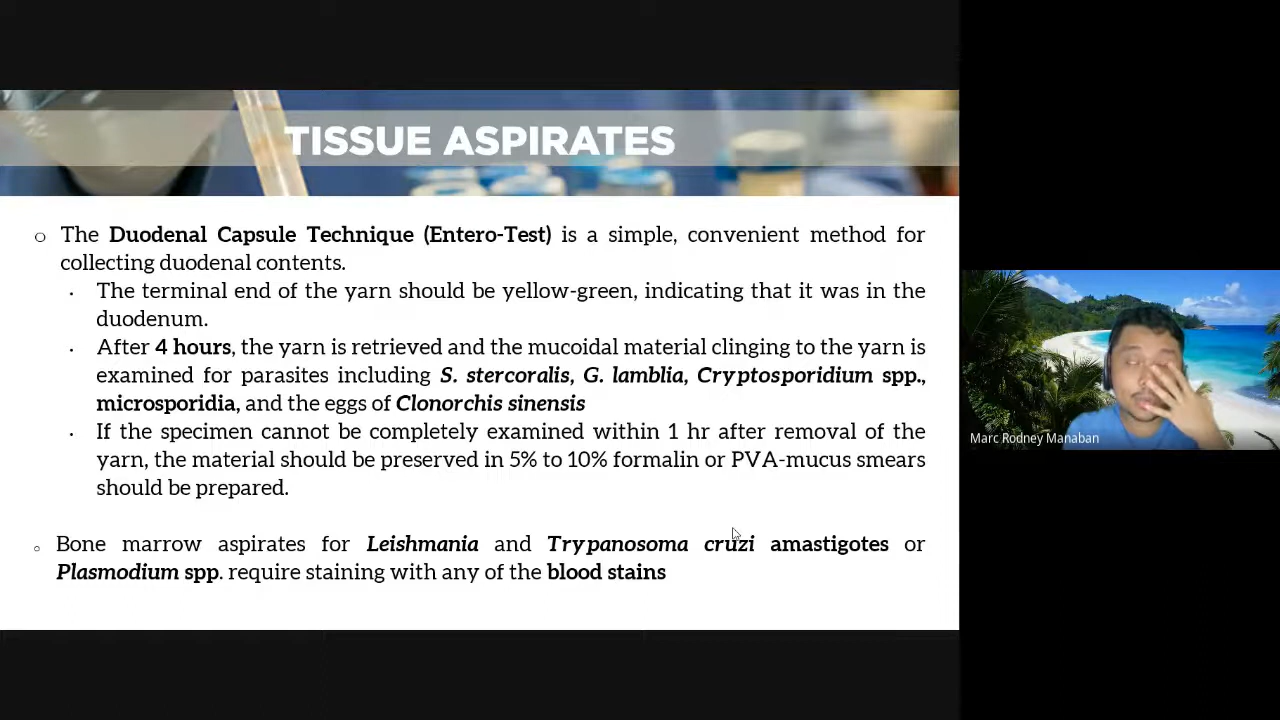 TISSUE ASPIRATES
o The Duodenal Capsule Technique (Entero-Test) is a simple, convenient method for
collecting duodenal contents.
· The terminal end of the yarn should be yellow-green, indicating that it was in the
duodenum.
· After 4 hours, the yarn is retrieved and the mucoidal material clinging to the yarn is
examined for parasites including S. stercoralis, G. lamblia, Cryptosporidium spp.,
microsporidia, and the eggs of Clonorchis sinensis
· If the specimen cannot be completely examined within 1 hr after removal of the
yarn, the material should be preserved in 5% to 10% formalin or PVA-mucus smears
should be prepared.
o Bone marrow aspirates for Leishmania and Trypanosoma cruzi amastigotes or
Plasmodium spp. require staining with any of the blood stains
Marc Rodney Manaban